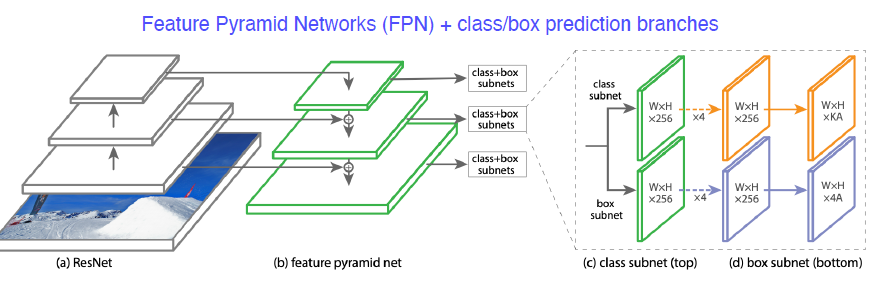 Feature Pyramid Networks (FPN) + class/box prediction branches
class+box
subnets
class+box
subnets
class+box
subnets
class
subnet
W×H
×256
×4
W×H
×256
W×H
×KA
W×H
×256
×4
W×H
×256
W×H
×4A
box
subnet
(a) ResNet
(b) feature pyramid net
(c) class subnet (top)
(d) box subnet (bottom)